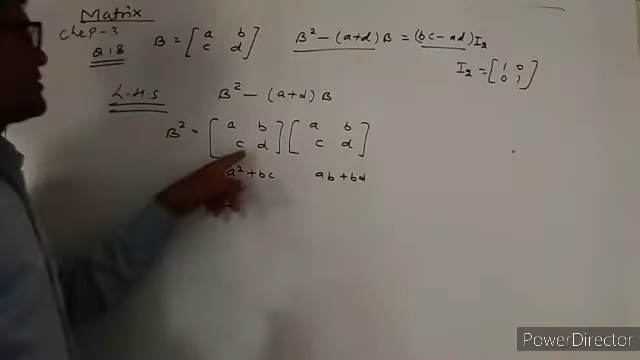 Matrix
Chep-3
Q.18 B = [ a b B² - (a+d) B = (bc - ad) I₂
c d ]
I₂ = [ 1 0
0 1 ]
L.H.S B² - (a+d) B
B² = [ a b ] [ a b ]
c d c d
a² + bc ab + bd
PowerDirector